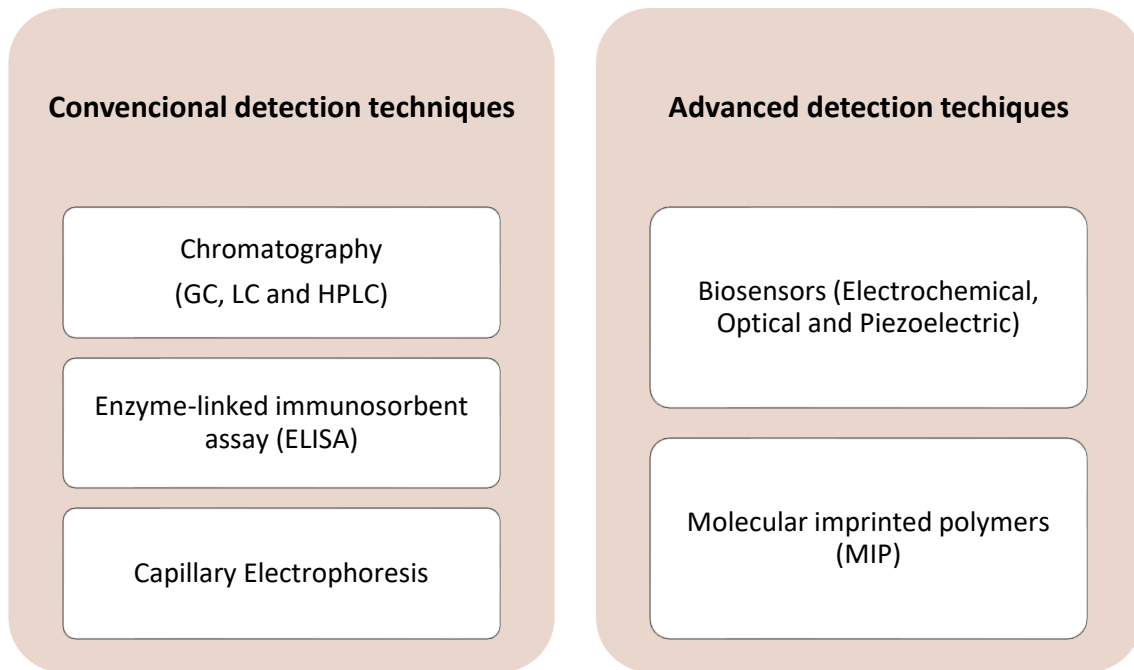 Convencional detection techniques
Chromatography
(GC, LC and HPLC)
Enzyme-linked immunosorbent
assay (ELISA)
Capillary Electrophoresis
Advanced detection techiques
Biosensors (Electrochemical,
Optical and Piezoelectric)
Molecular imprinted polymers
(MIP)